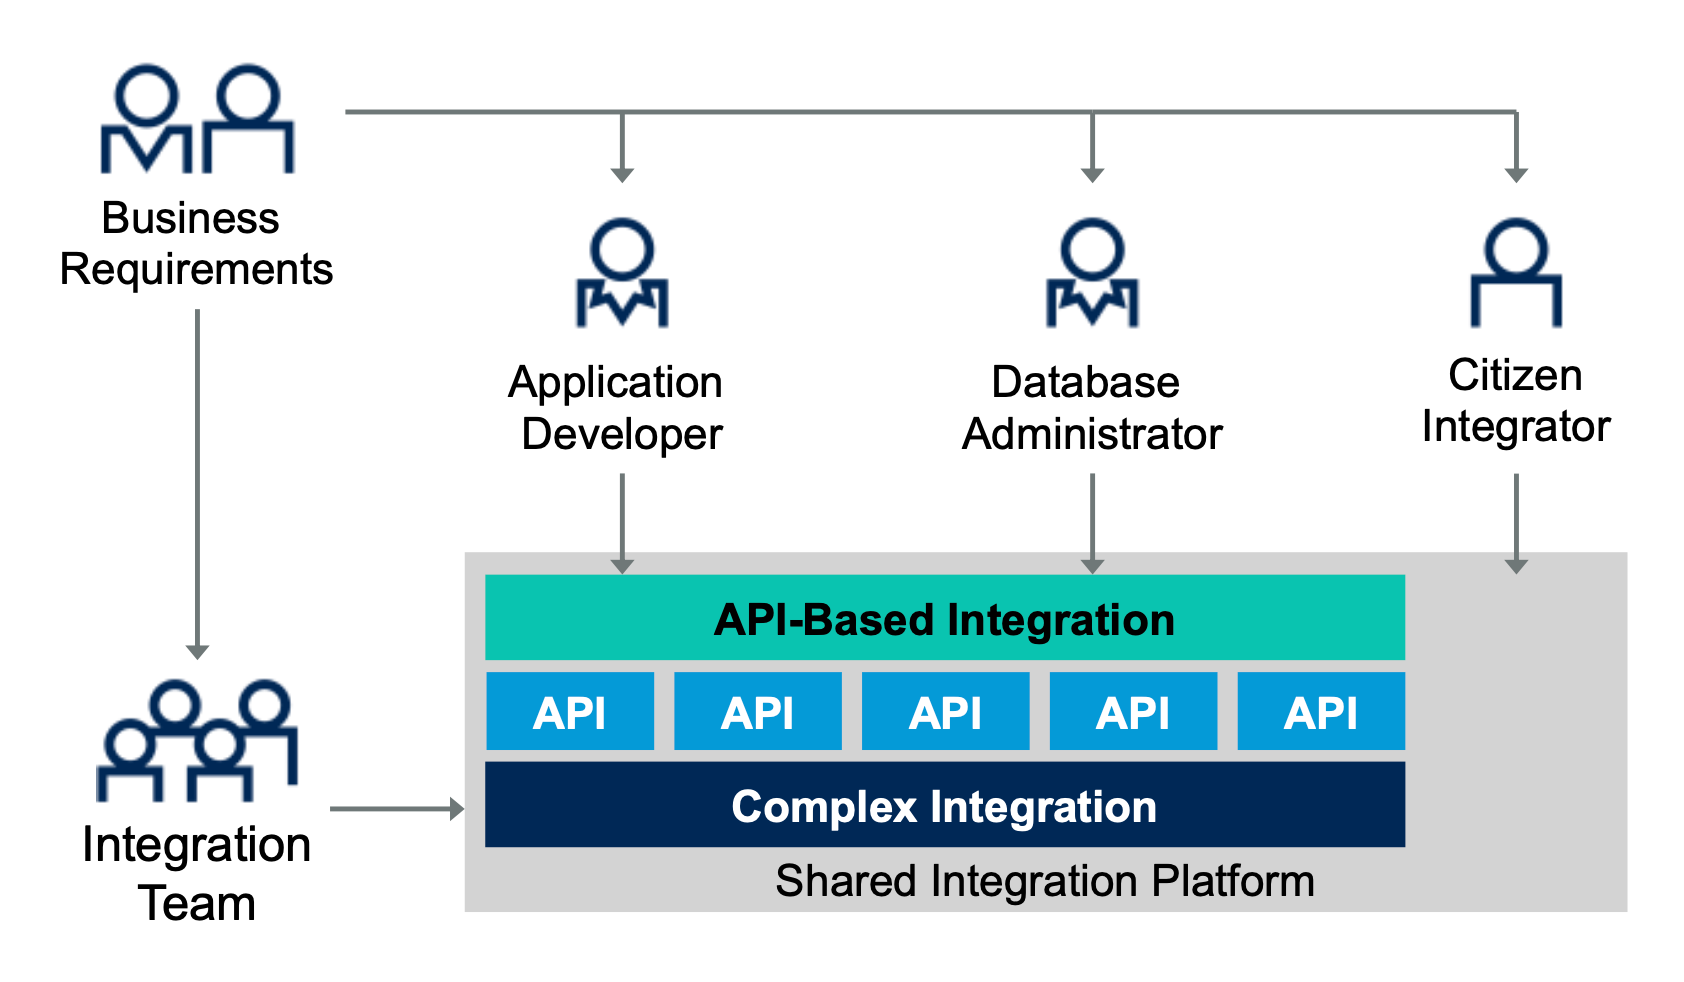 Business
Requirements
Application
Developer
Database
Administrator
Citizen
Integrator
API-Based Integration
API
API
API
API
API
Complex Integration
Shared Integration Platform
Integration
Team